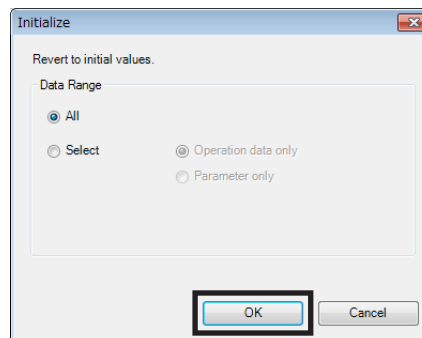 Initialize
Revert to initial values.
Data Range
All
Select
Operation data only
Parameter only
OK
Cancel